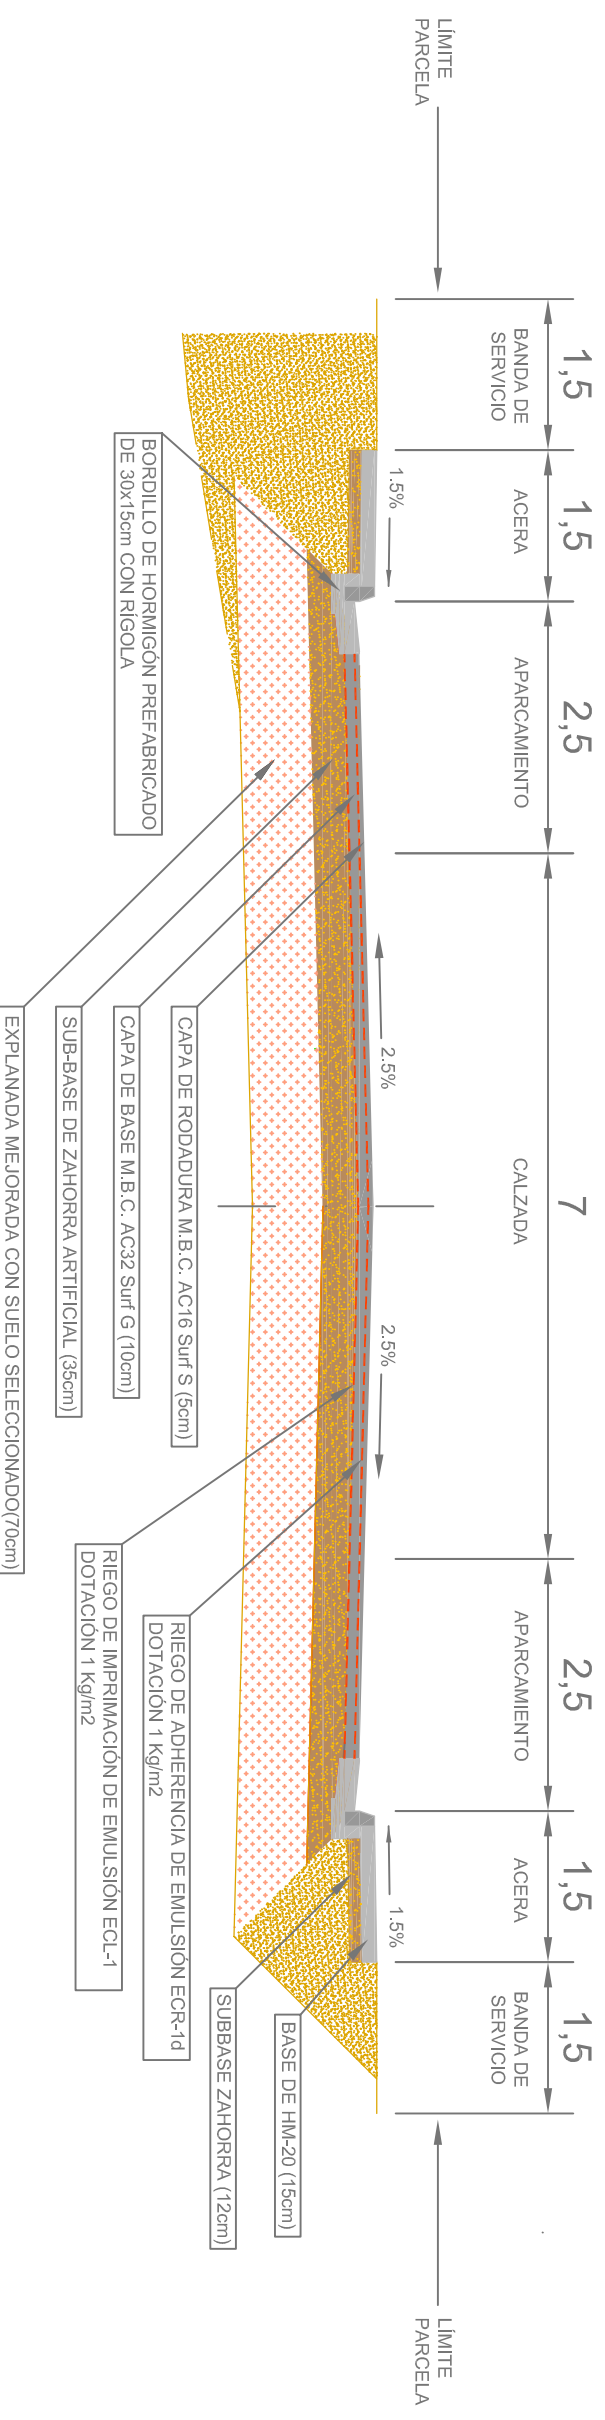 LÍMITE
PARCELA
1,5
BANDA DE
SERVICIO
1,5
ACERA
2,5
APARCAMIENTO
7
CALZADA
2,5
APARCAMIENTO
1,5
ACERA
1,5
BANDA DE
SERVICIO
LÍMITE
PARCELA
1.5%
2.5%
2.5%
1.5%
BORDILLO DE HORMIGÓN PREFABRICADO
DE 30x15cm CON RÍGOLA
CAPA DE RODADURA M.B.C. AC16 Surf S (5cm)
CAPA DE BASE M.B.C. AC32 Surf G (10cm)
SUB-BASE DE ZAHORRA ARTIFICIAL (35cm)
EXPLANADA MEJORADA CON SUELO SELECCIONADO(70cm)
RIEGO DE ADHERENCIA DE EMULSIÓN ECR-1d
DOTACIÓN 1 Kg/m2
RIEGO DE IMPRIMACIÓN DE EMULSIÓN ECL-1
DOTACIÓN 1 Kg/m2
BASE DE HM-20 (15cm)
SUBBASE ZAHORRA (12cm)